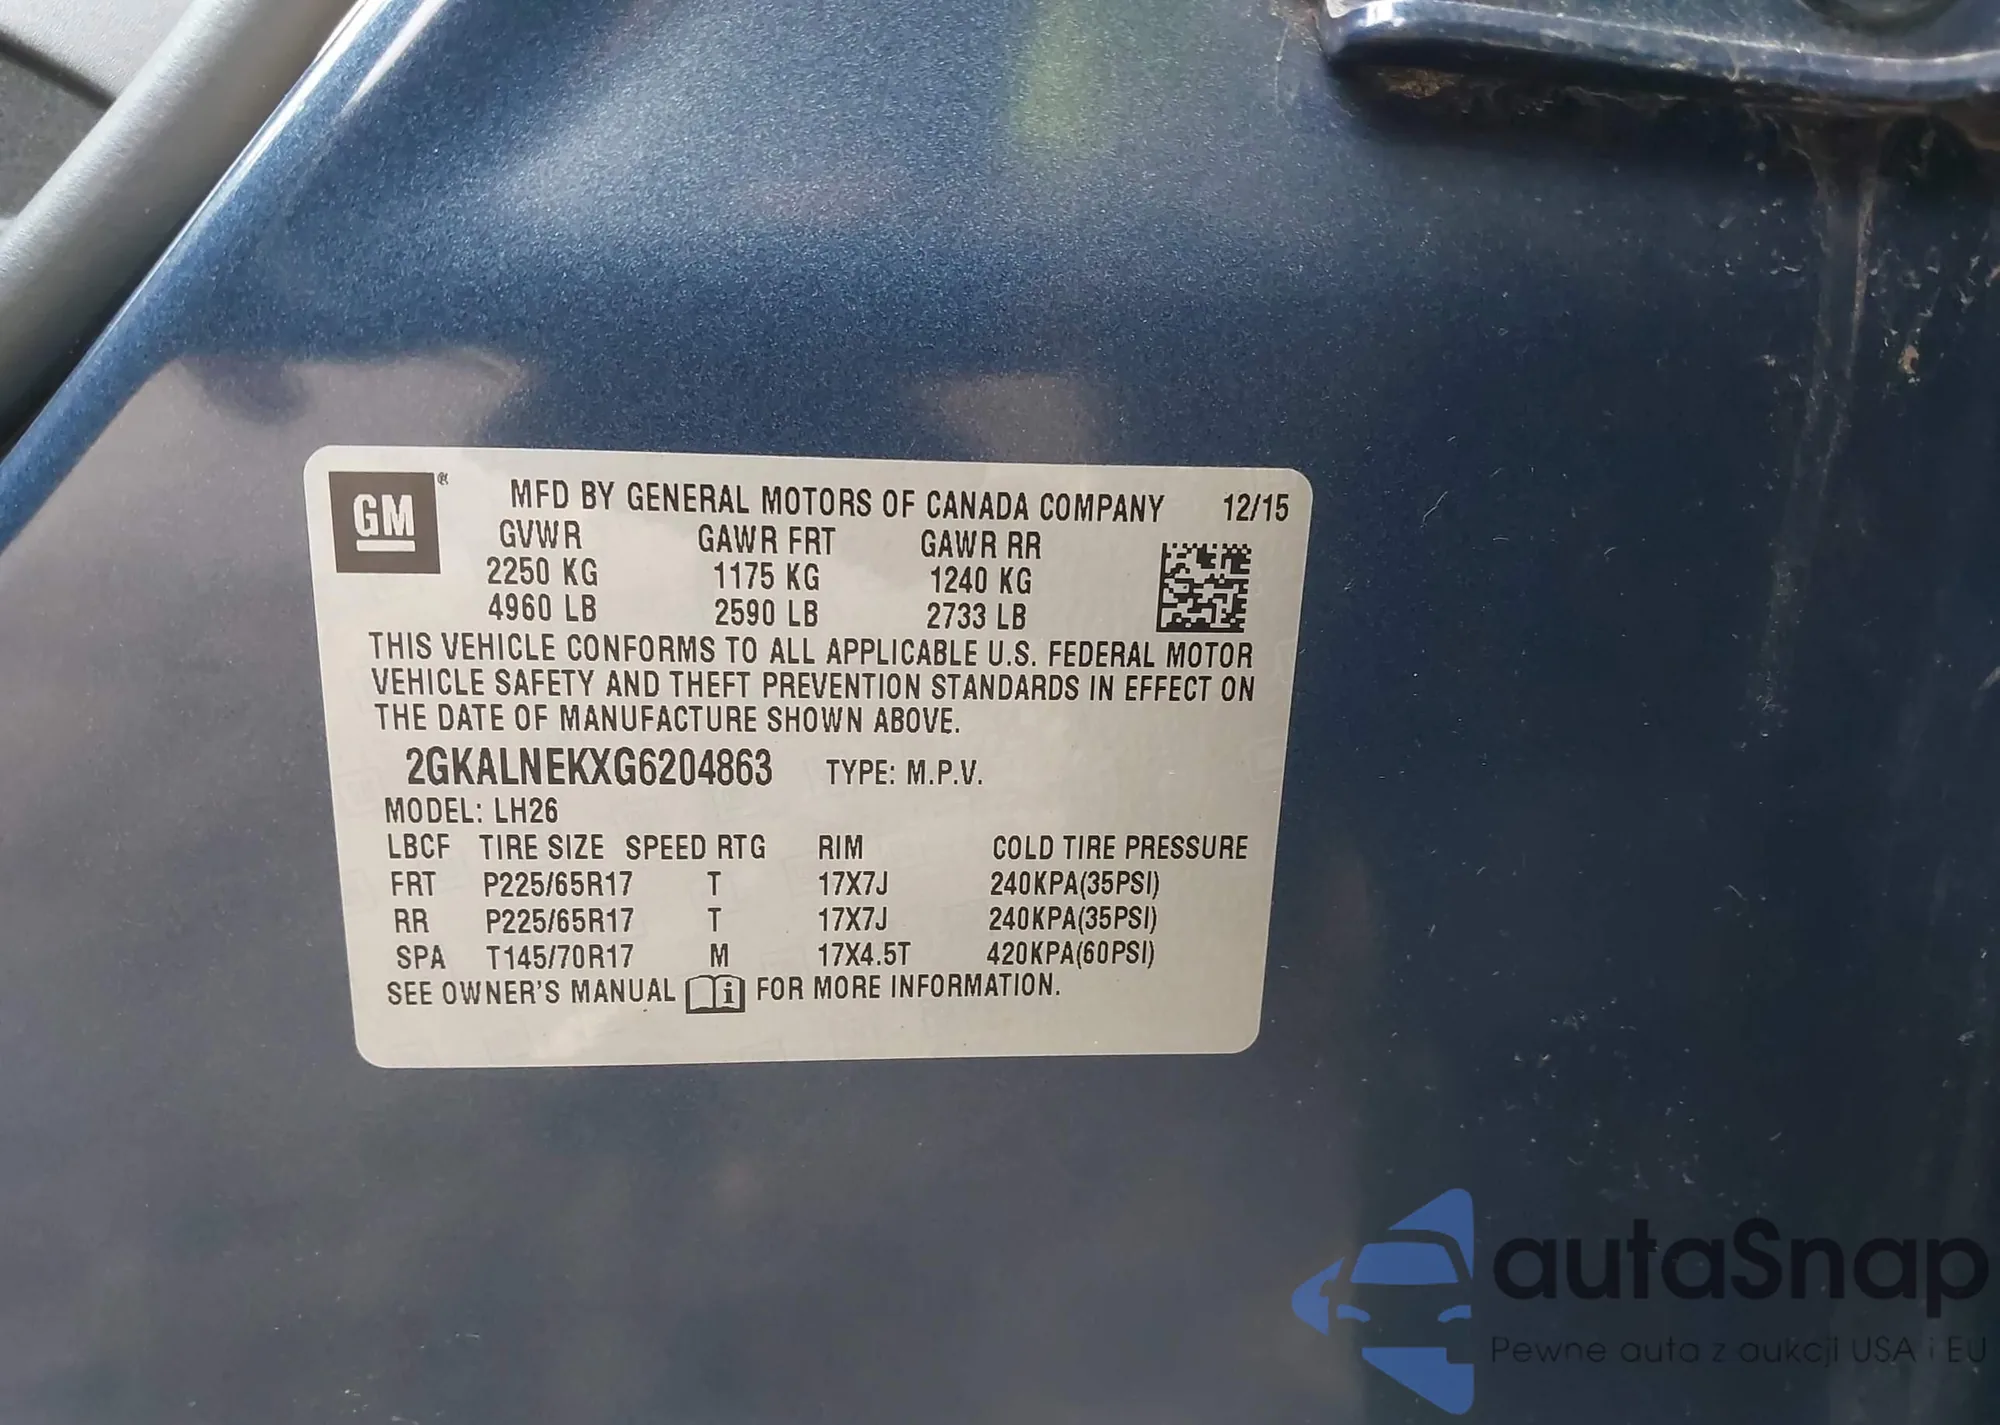 GM ®
MFD BY GENERAL MOTORS OF CANADA COMPANY 12/15
GVWR GAWR FRT GAWR RR
2250 KG 1175 KG 1240 KG
4960 LB 2590 LB 2733 LB
THIS VEHICLE CONFORMS TO ALL APPLICABLE U.S. FEDERAL MOTOR
VEHICLE SAFETY AND THEFT PREVENTION STANDARDS IN EFFECT ON
THE DATE OF MANUFACTURE SHOWN ABOVE.
2GKALNEKXG6204863 TYPE: M.P.V.
MODEL: LH26
LBCF TIRE SIZE SPEED RTG RIM COLD TIRE PRESSURE
FRT P225/65R17 T 17X7J 240KPA(35PSI)
RR P225/65R17 T 17X7J 240KPA(35PSI)
SPA T145/70R17 M 17X4.5T 420KPA(60PSI)
SEE OWNER'S MANUAL i FOR MORE INFORMATION.
autaSnap
Pewne auta z aukcji USA i EU